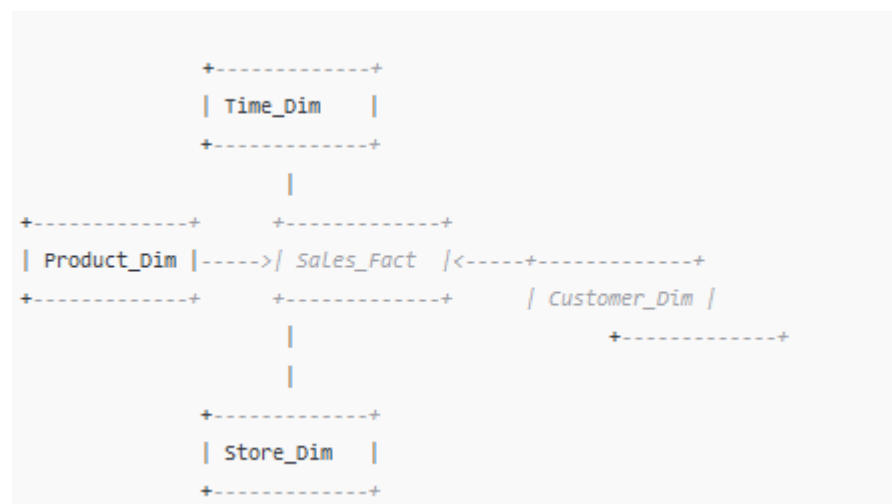 +-------------+
| Time_Dim    |
+-------------+
|
+-------------+      +-------------+
| Product_Dim |----->| Sales_Fact  |<-----+-------------+
+-------------+      +-------------+      | Customer_Dim |
|                          +-------------+
|
+-------------+
| Store_Dim   |
+-------------+